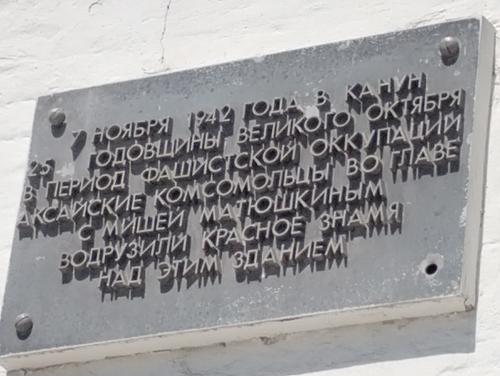 7 НОЯБРЯ 1942 ГОДА В КАНУН
25 ГОДОВЩИНЫ ВЕЛИКОГО ОКТЯБРЯ
В ПЕРИОД ФАШИСТСКОЙ ОККУПАЦИИ
АКСАЙСКИЕ КОМСОМОЛЬЦЫ ВО ГЛАВЕ
С МИШЕЙ МАТЮШКИНЫМ
ВОДРУЗИЛИ КРАСНОЕ ЗНАМЯ
НАД ЭТИМ ЗДАНИЕМ